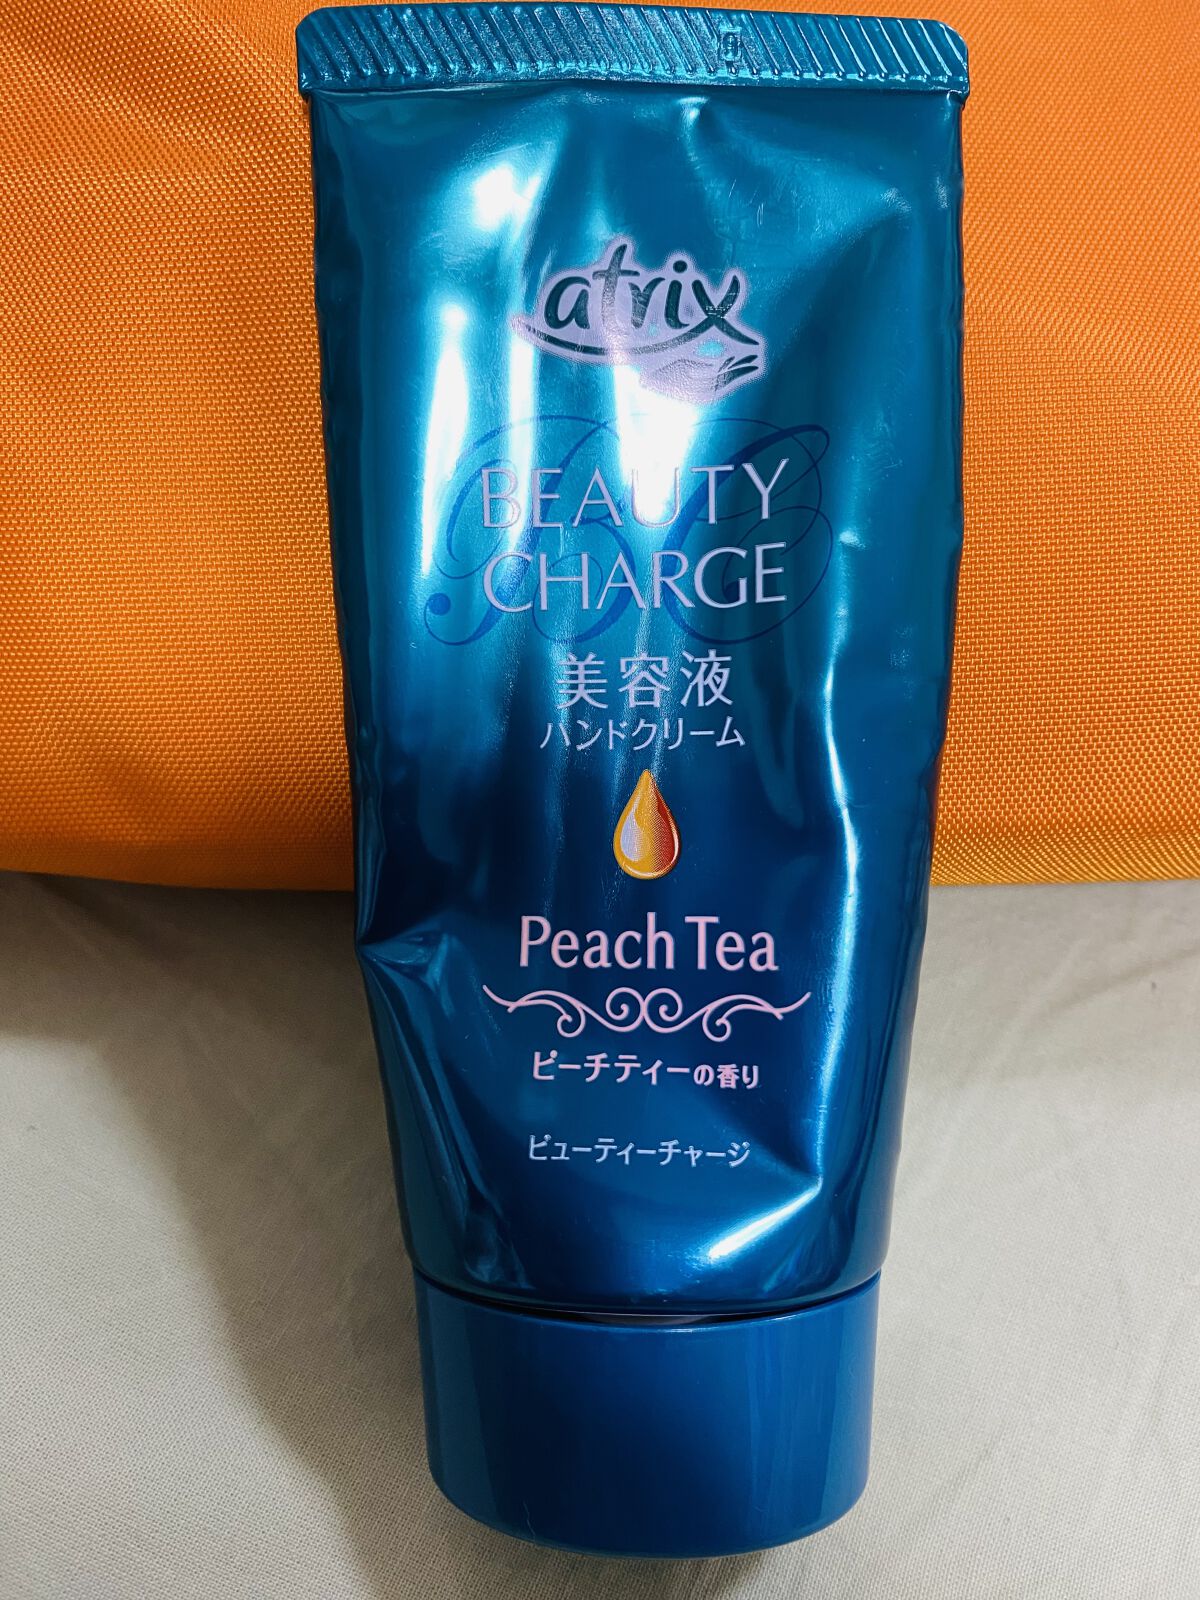 atrix
BEAUTY
CHARGE
美容液
ハンドクリーム
Peach Tea
ピーチティーの香り
ビューティーチャージ